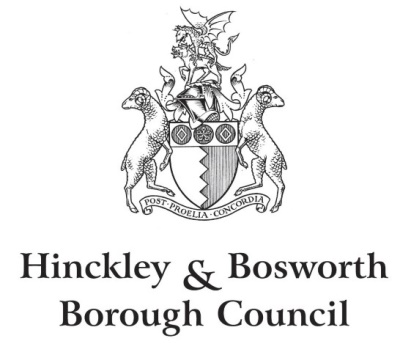 POST · PROELIA · CONCORDIA
Hinckley & Bosworth
Borough Council